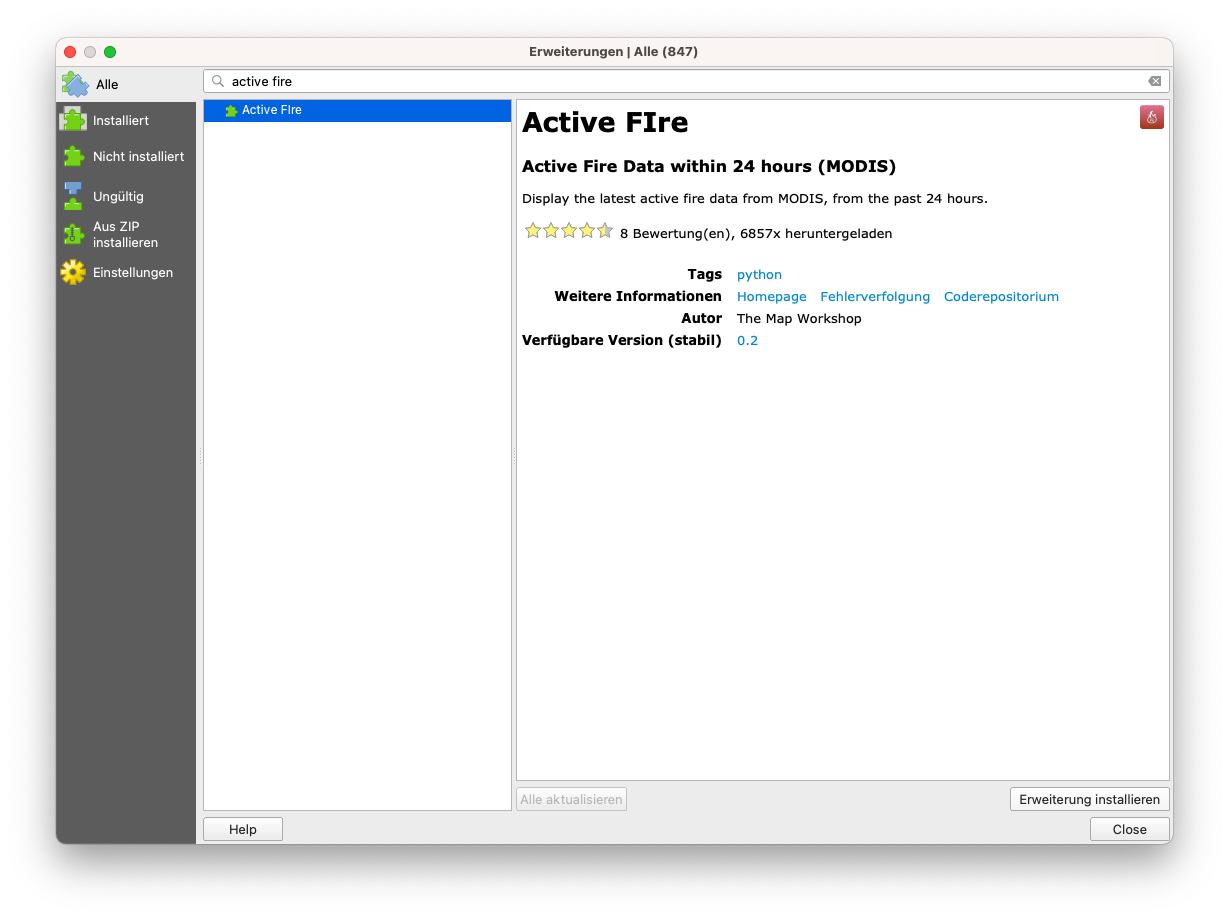 Erweiterungen | Alle (847)
Alle
Installiert
Nicht installiert
Ungültig
Aus ZIP
installieren
Einstellungen
active fire
Active FIre
Active FIre
Active Fire Data within 24 hours (MODIS)
Display the latest active fire data from MODIS, from the past 24 hours.
8 Bewertung(en), 6857x heruntergeladen
Tags python
Weitere Informationen Homepage Fehlerverfolgung Coderepositorium
Autor The Map Workshop
Verfügbare Version (stabil) 0.2
Alle aktualisieren
Erweiterung installieren
Help
Close